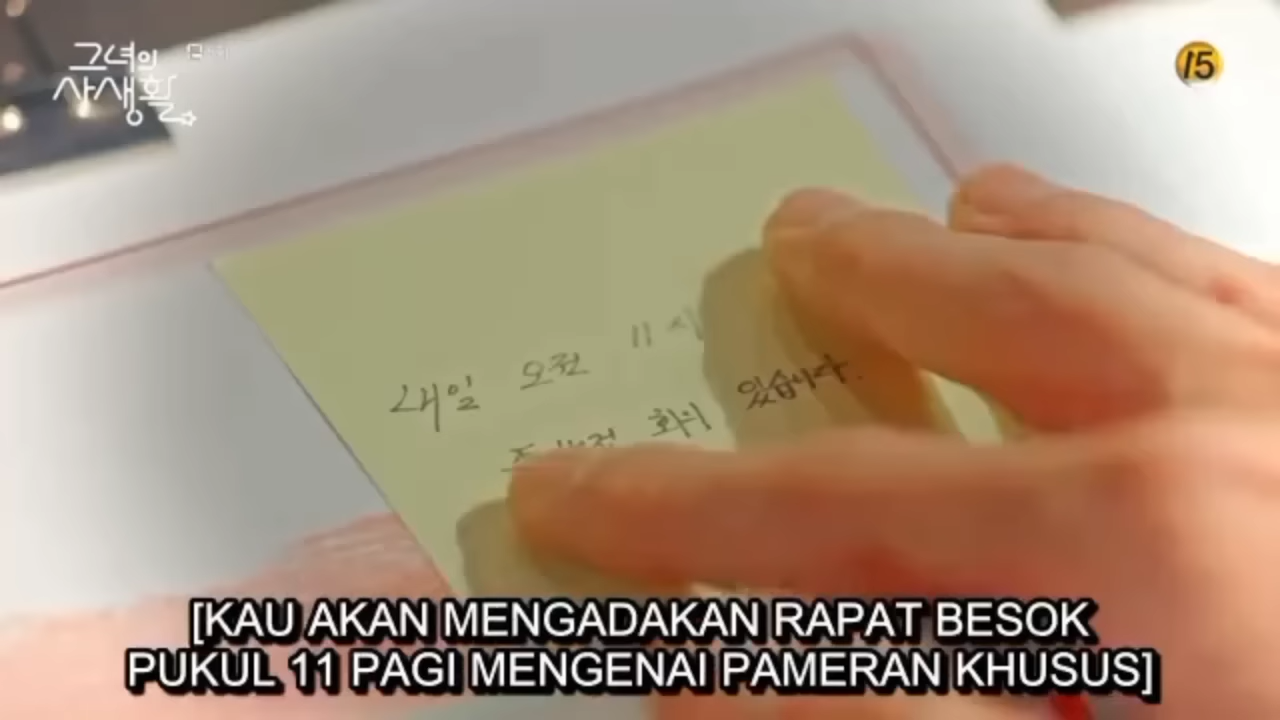 그녀의
사생활
15
내일 오전 11시
회의 있습니다.
[KAU AKAN MENGADAKAN RAPAT BESOK
PUKUL 11 PAGI MENGENAI PAMERAN KHUSUS]